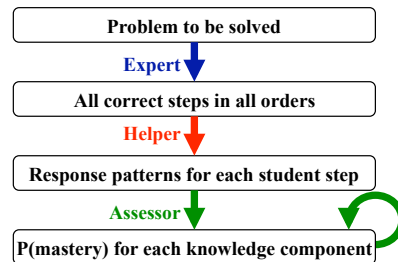 Problem to be solved
Expert
All correct steps in all orders
Helper
Response patterns for each student step
Assessor
P(mastery) for each knowledge component